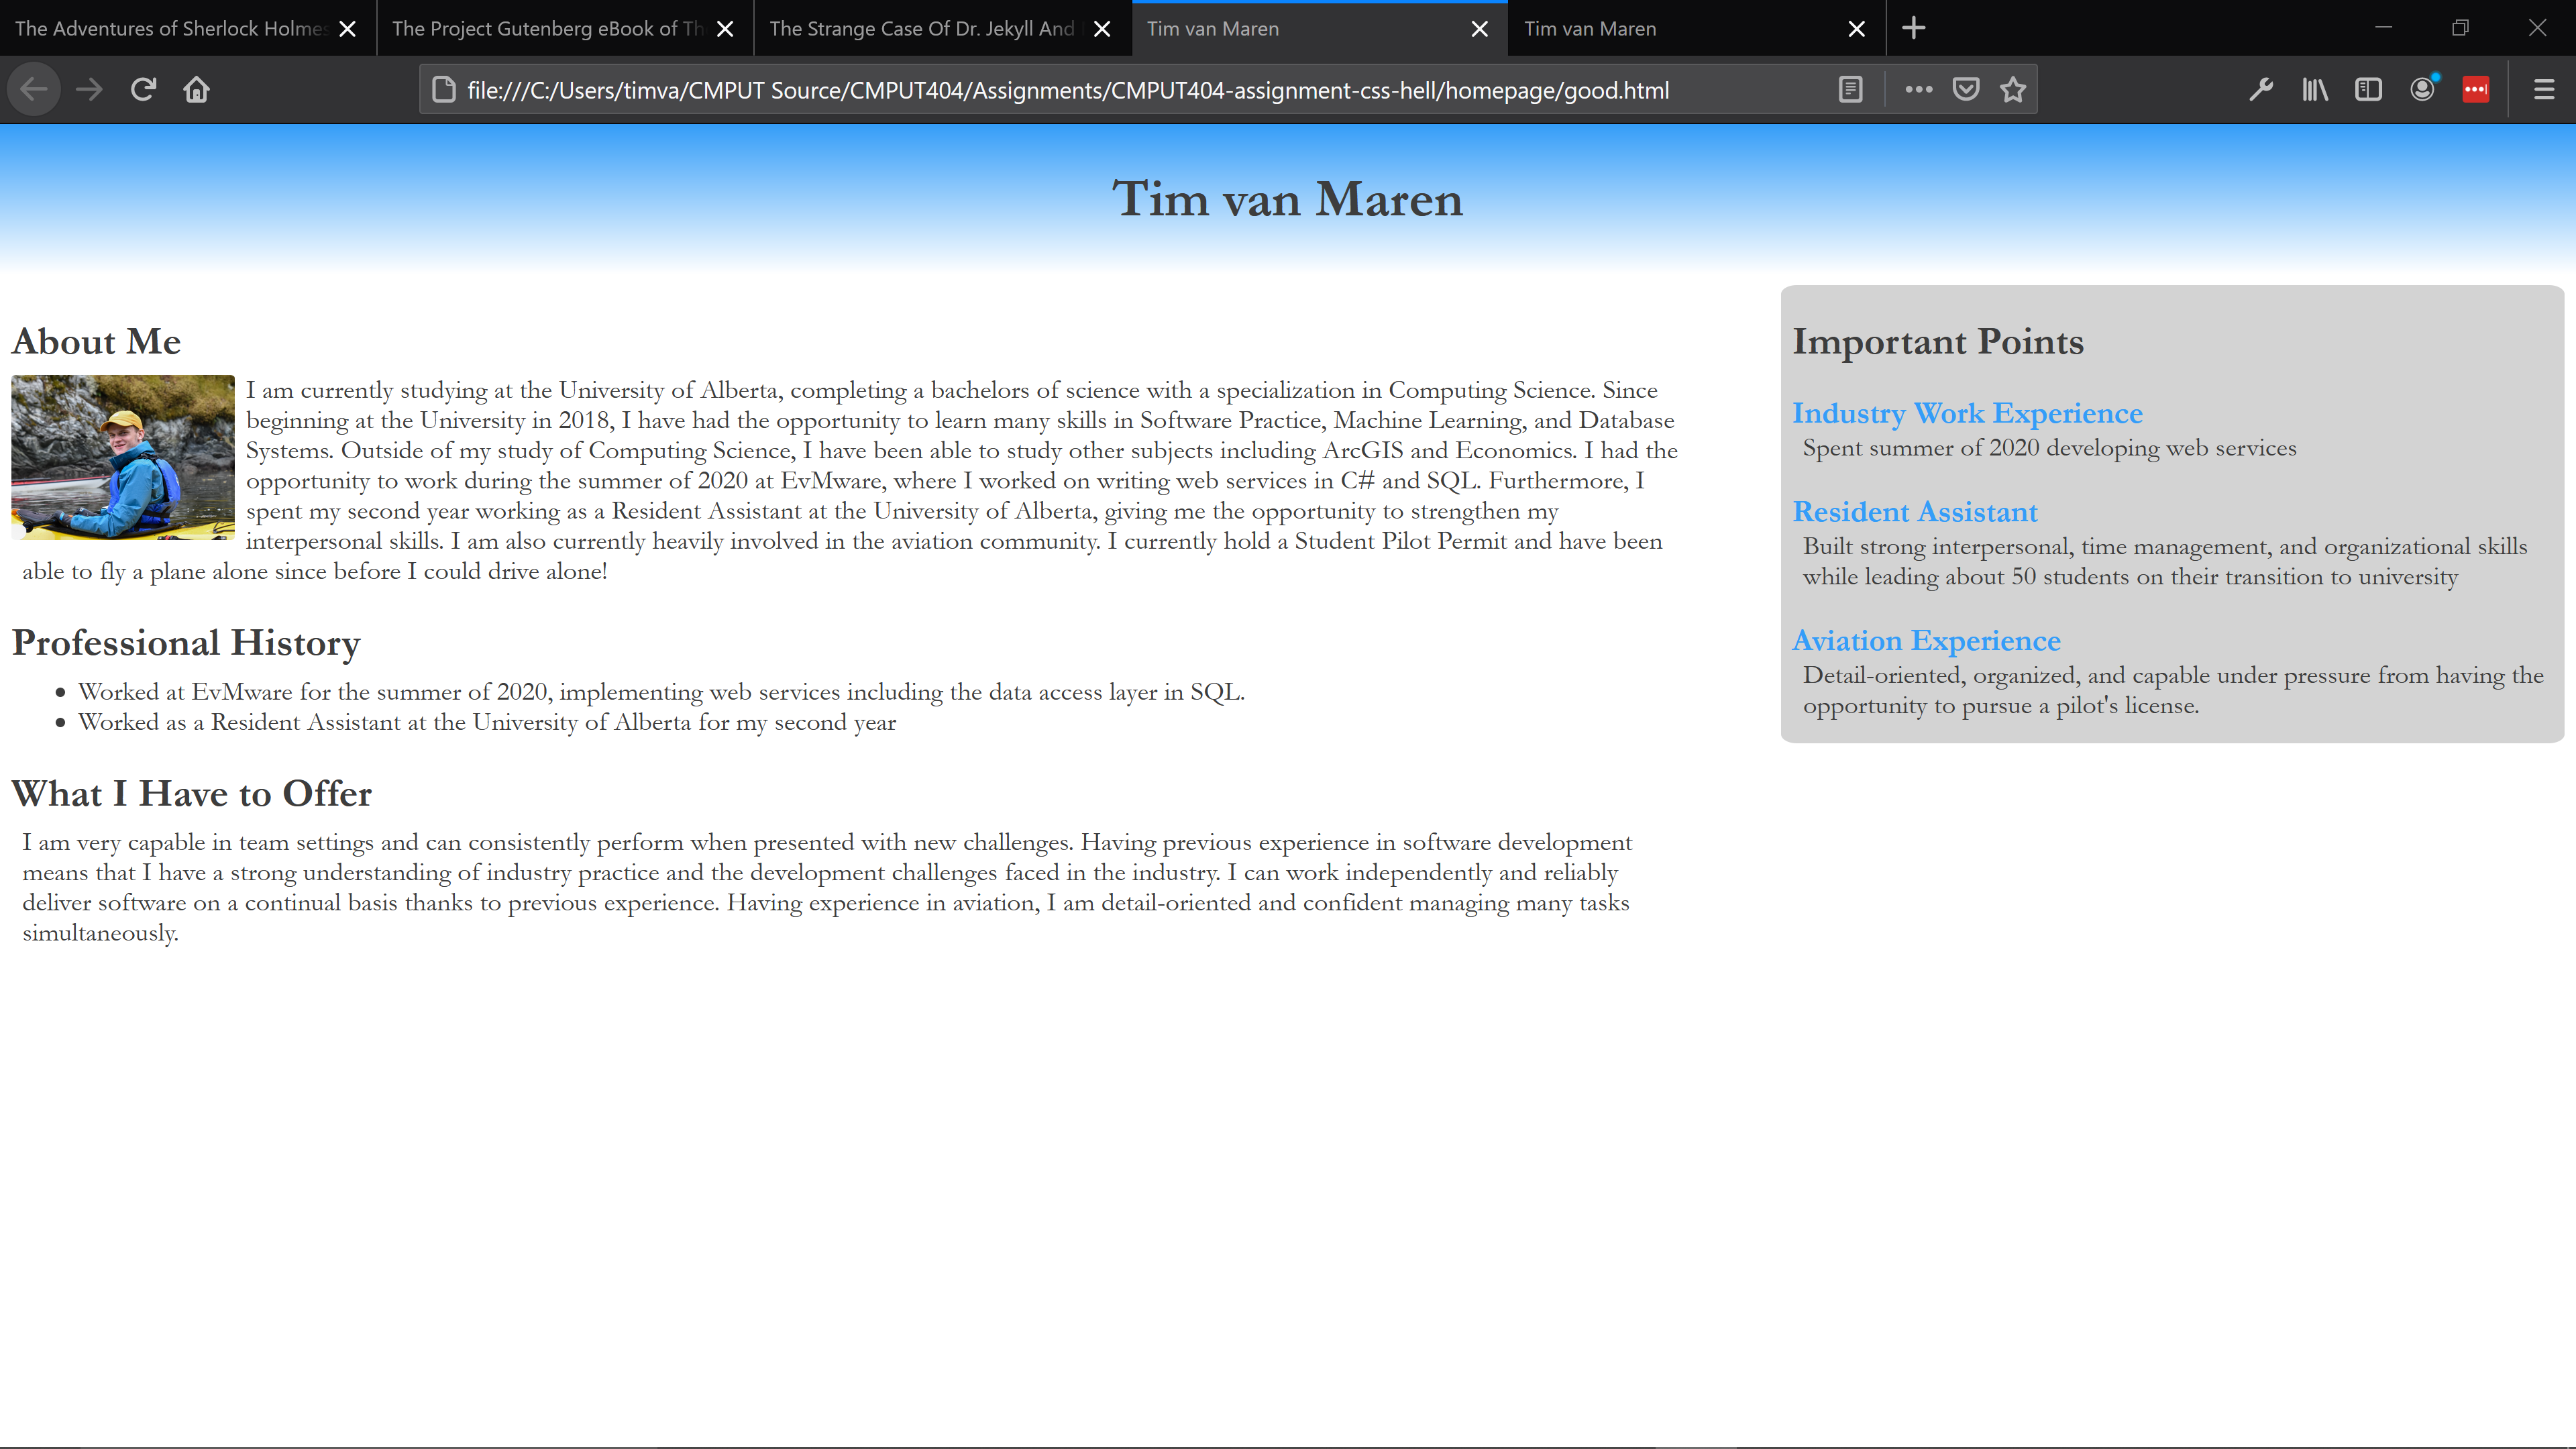 The Adventures of Sherlock Holmes
The Project Gutenberg eBook of Th
The Strange Case Of Dr. Jekyll And
Tim van Maren
Tim van Maren
file:///C:/Users/timva/CMPUT Source/CMPUT404/Assignments/CMPUT404-assignment-css-hell/homepage/good.html
Tim van Maren
About Me
I am currently studying at the University of Alberta, completing a bachelors of science with a specialization in Computing Science. Since
beginning at the University in 2018, I have had the opportunity to learn many skills in Software Practice, Machine Learning, and Database
Systems. Outside of my study of Computing Science, I have been able to study other subjects including ArcGIS and Economics. I had the
opportunity to work during the summer of 2020 at EvMware, where I worked on writing web services in C# and SQL. Furthermore, I
spent my second year working as a Resident Assistant at the University of Alberta, giving me the opportunity to strengthen my
interpersonal skills. I am also currently heavily involved in the aviation community. I currently hold a Student Pilot Permit and have been
able to fly a plane alone since before I could drive alone!
Professional History
• Worked at EvMware for the summer of 2020, implementing web services including the data access layer in SQL.
• Worked as a Resident Assistant at the University of Alberta for my second year
What I Have to Offer
I am very capable in team settings and can consistently perform when presented with new challenges. Having previous experience in software development
means that I have a strong understanding of industry practice and the development challenges faced in the industry. I can work independently and reliably
deliver software on a continual basis thanks to previous experience. Having experience in aviation, I am detail-oriented and confident managing many tasks
simultaneously.
Important Points
Industry Work Experience
Spent summer of 2020 developing web services
Resident Assistant
Built strong interpersonal, time management, and organizational skills
while leading about 50 students on their transition to university
Aviation Experience
Detail-oriented, organized, and capable under pressure from having the
opportunity to pursue a pilot's license.